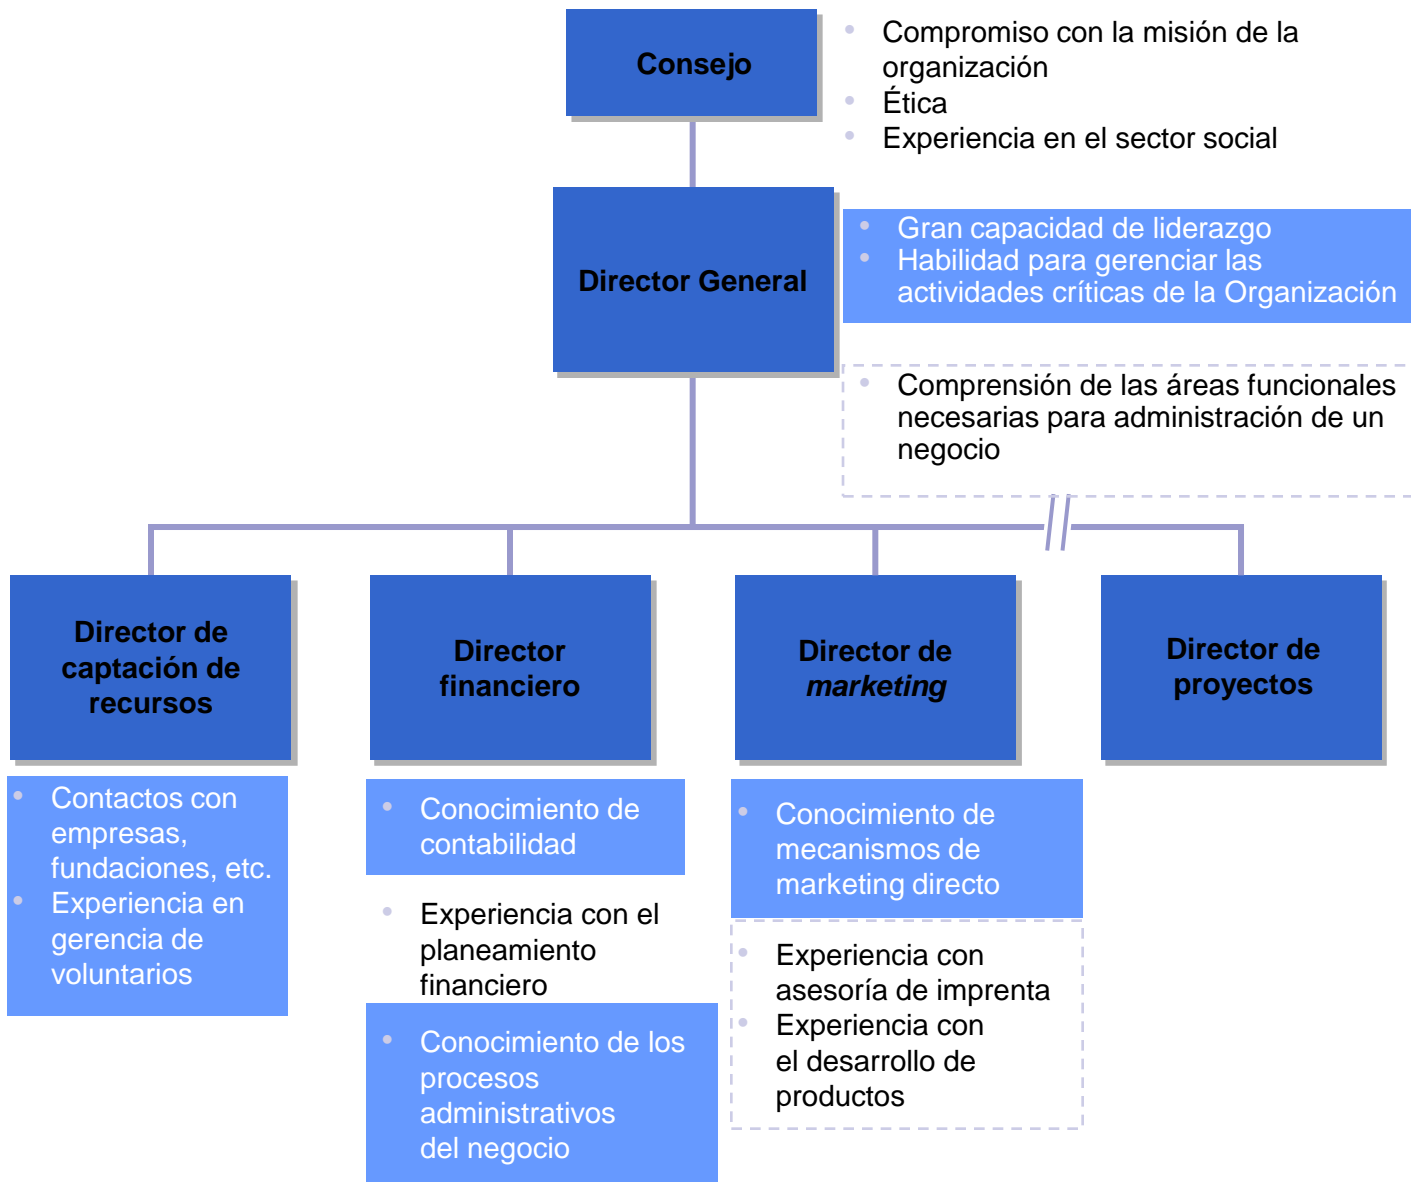 Consejo
• Compromiso con la misión de la
organización
• Ética
• Experiencia en el sector social
Director General
• Gran capacidad de liderazgo
• Habilidad para gerenciar las
actividades críticas de la Organización
• Comprensión de las áreas funcionales
necesarias para administración de un
negocio
Director de
captación de
recursos
• Contactos con
empresas,
fundaciones, etc.
• Experiencia en
gerencia de
voluntarios
Director
financiero
• Conocimiento de
contabilidad
• Experiencia con el
planeamiento
financiero
• Conocimiento de los
procesos
administrativos
del negocio
Director de
marketing
• Conocimiento de
mecanismos de
marketing directo
• Experiencia con
asesoría de imprenta
• Experiencia con
el desarrollo de
productos
Director de
proyectos